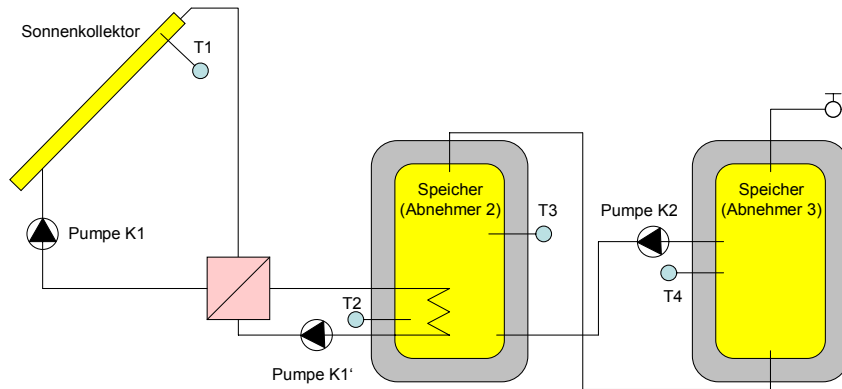 Sonnenkollektor
T1
Speicher
(Abnehmer 2)
Speicher
(Abnehmer 3)
T3
Pumpe K2
Pumpe K1
T2
T4
Pumpe K1‘